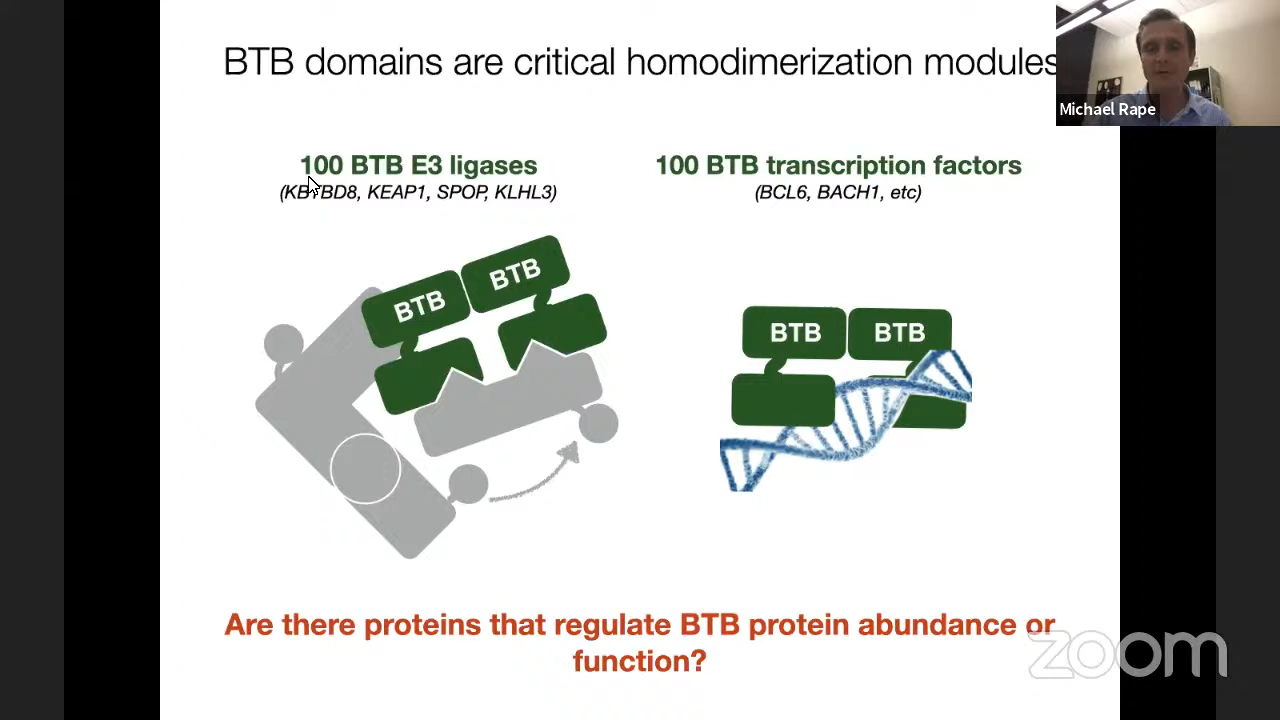 BTB domains are critical homodimerization modules
Michael Rape
100 BTB E3 ligases
(KBTBD8, KEAP1, SPOP, KLHL3)
100 BTB transcription factors
(BCL6, BACH1, etc)
BTB
BTB
BTB
BTB
Are there proteins that regulate BTB protein abundance or
function?
zoom